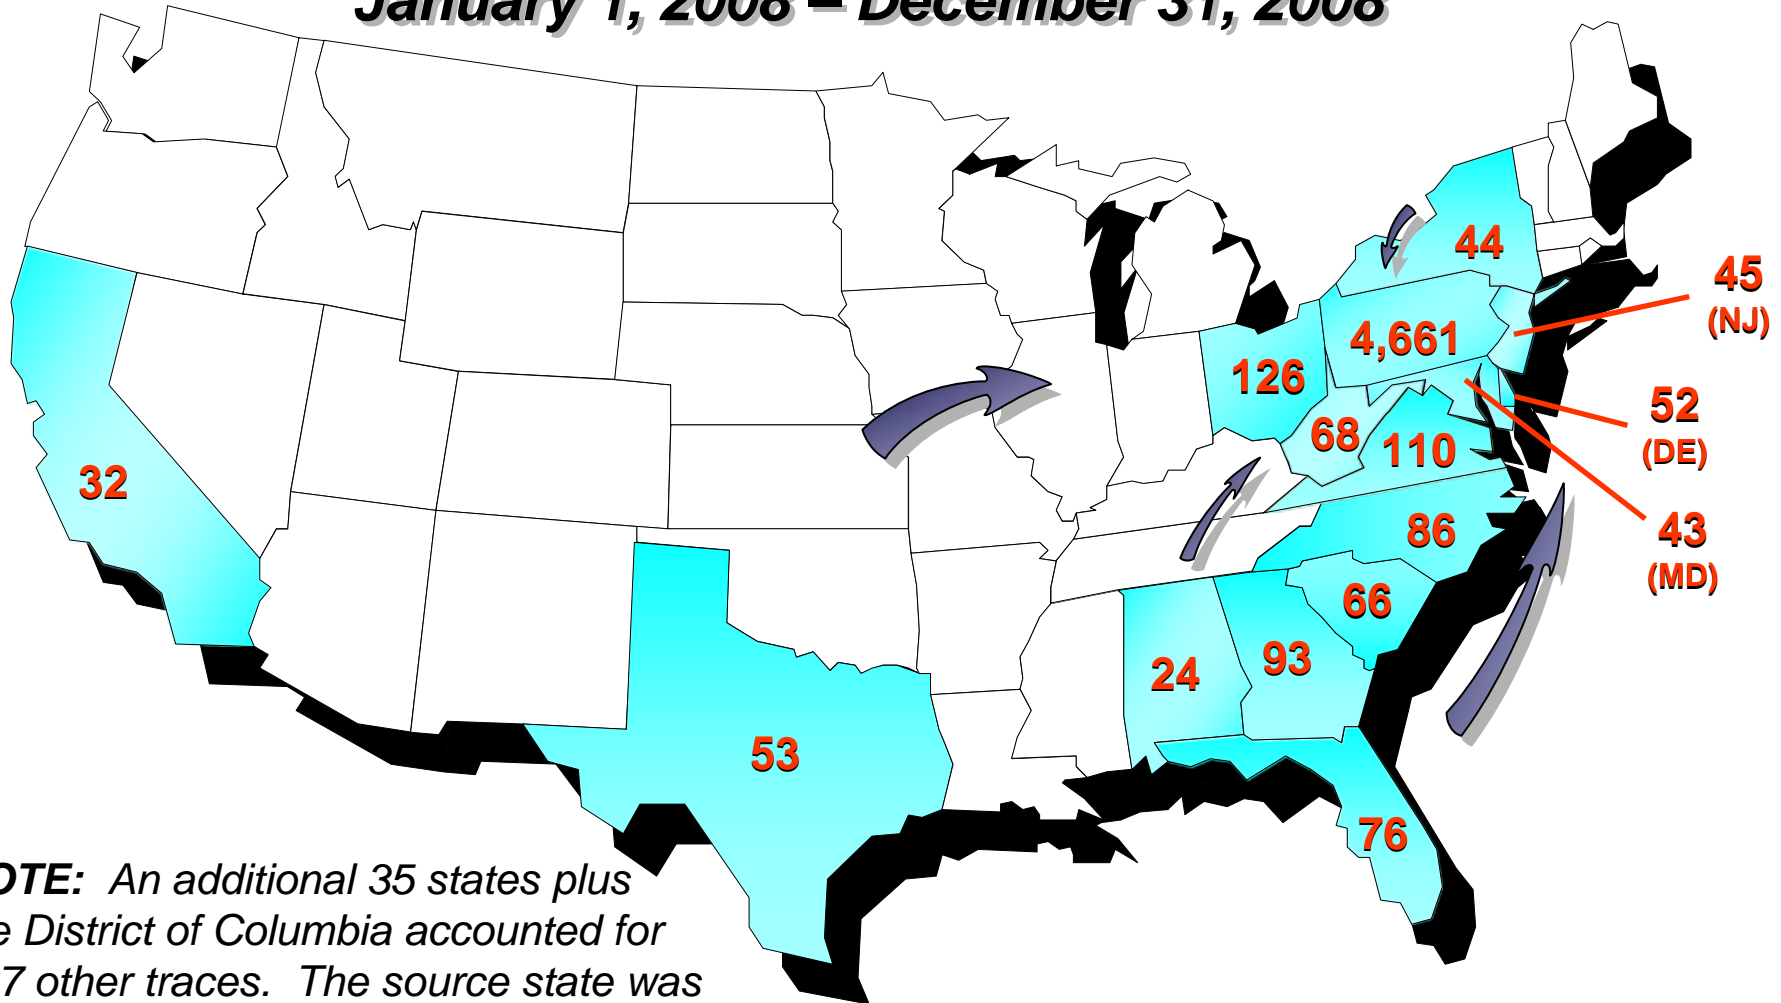 January 1, 2008 – December 31, 2008
44
45
(NJ)
4,661
126
52
(DE)
68
110
32
86
43
(MD)
66
93
24
53
76
An additional 35 states plus
District of Columbia accounted for
other traces. The source state was